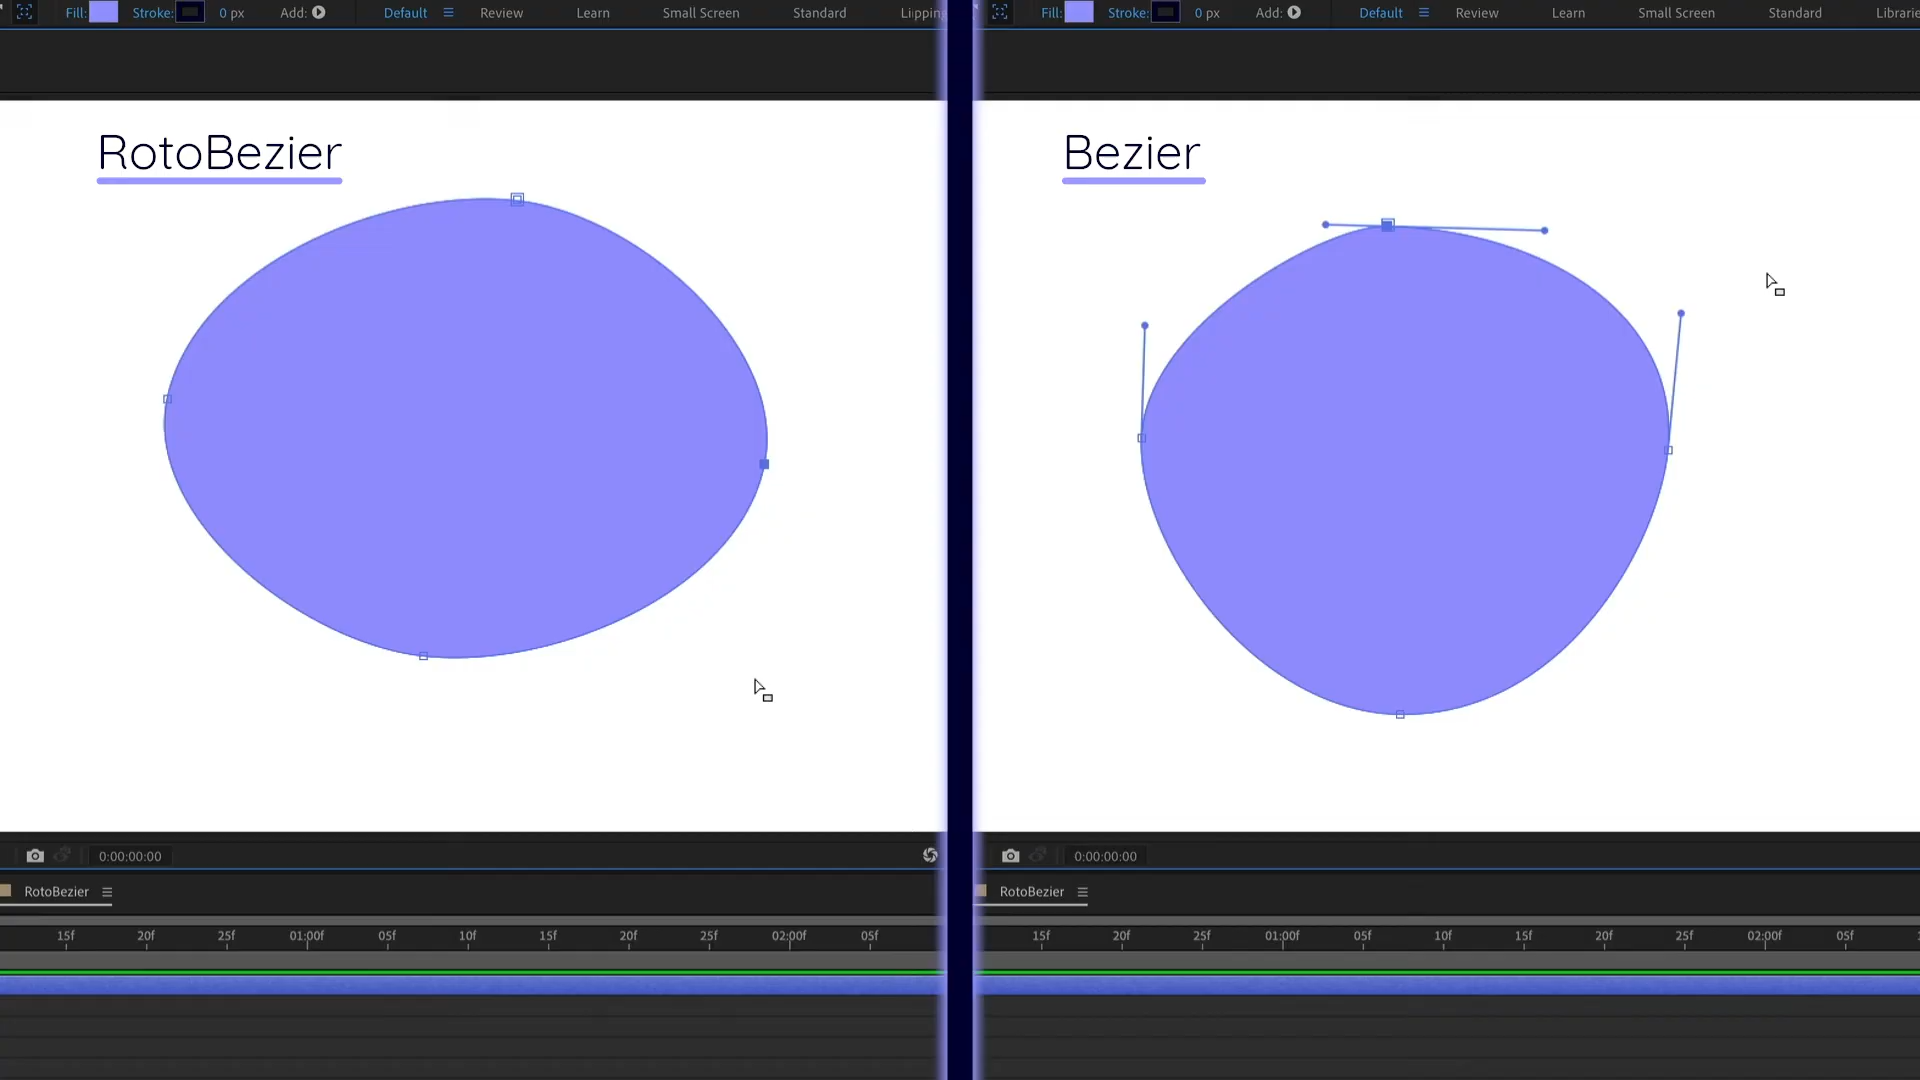 Fill: Stroke: 0 px Add: Default Review Learn Small Screen Standard Lipping
Fill: Stroke: 0 px Add: Default Review Learn Small Screen Standard Librarie
RotoBezier
Bezier
0:00:00:00
0:00:00:00
RotoBezier
RotoBezier
15f 20f 25f 01:00f 05f 10f 15f 20f 25f 02:00f 05f
15f 20f 25f 01:00f 05f 10f 15f 20f 25f 02:00f 05f